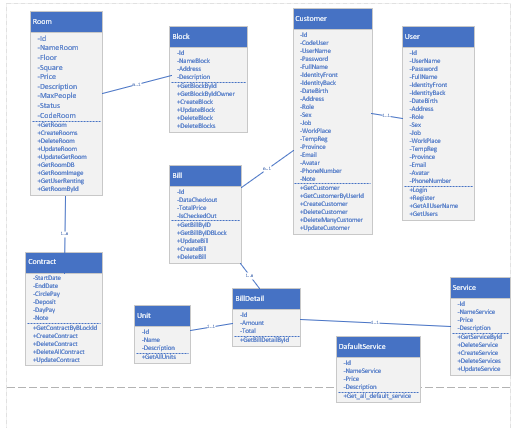 Room
-Id
-NameRoom
-Floor
-Square
-Price
-Description
-MaxPeople
-Status
-CodeRoom
+GetRoom
+CreateRooms
+DeleteRoom
+UpdateRoom
+UpdateGetRoom
+GetRoomDB
+GetRoomImage
+GetUserRenting
+GetRoomById
Block
-Id
-NameBlock
-Address
-Description
+GetBlockById
+GetBlockByIdOwner
+CreateBlock
+UpdateBlock
+DeleteBlock
+DeleteBlocks
Customer
-Id
-CodeUser
-UserName
-Password
-FullName
-IdentityFront
-IdentityBack
-DateBirth
-Address
-Role
-Sex
-Job
-WorkPlace
-TempReg
-Province
-Email
-Avatar
-PhoneNumber
-Note
+GetCustomer
+GetCustomerByUserId
+CreateCustomer
+DeleteCustomer
+DeleteManyCustomer
+UpdateCustomer
User
-Id
-UserName
-Password
-FullName
-IdentityFront
-IdentityBack
-DateBirth
-Address
-Role
-Sex
-Job
-WorkPlace
-TempReg
-Province
-Email
-Avatar
-PhoneNumber
+Login
+Register
+GetAllUserName
+GetUsers
Bill
-Id
-DataCheckout
-TotalPrice
-IsCheckedOut
+GetBillByID
+GetBillByIDBLock
+UpdateBill
+CreateBill
+DeleteBill
Contract
-StartDate
-EndDate
-CirclePay
-Deposit
-DayPay
-Note
+GetContractByBLockId
+CreateContract
+DeleteContract
+DeleteAllContract
+UpdateContract
Unit
-Id
-Name
-Description
+GetAllUnits
BillDetail
-Id
-Amount
-Total
+GetBillDetailById
Service
-Id
-NameService
-Price
-Description
+GetServiceById
+DeleteService
+CreateService
+DeleteServices
+UpdateService
DafaultService
-Id
-NameService
-Price
-Description
+Get_all_default_service